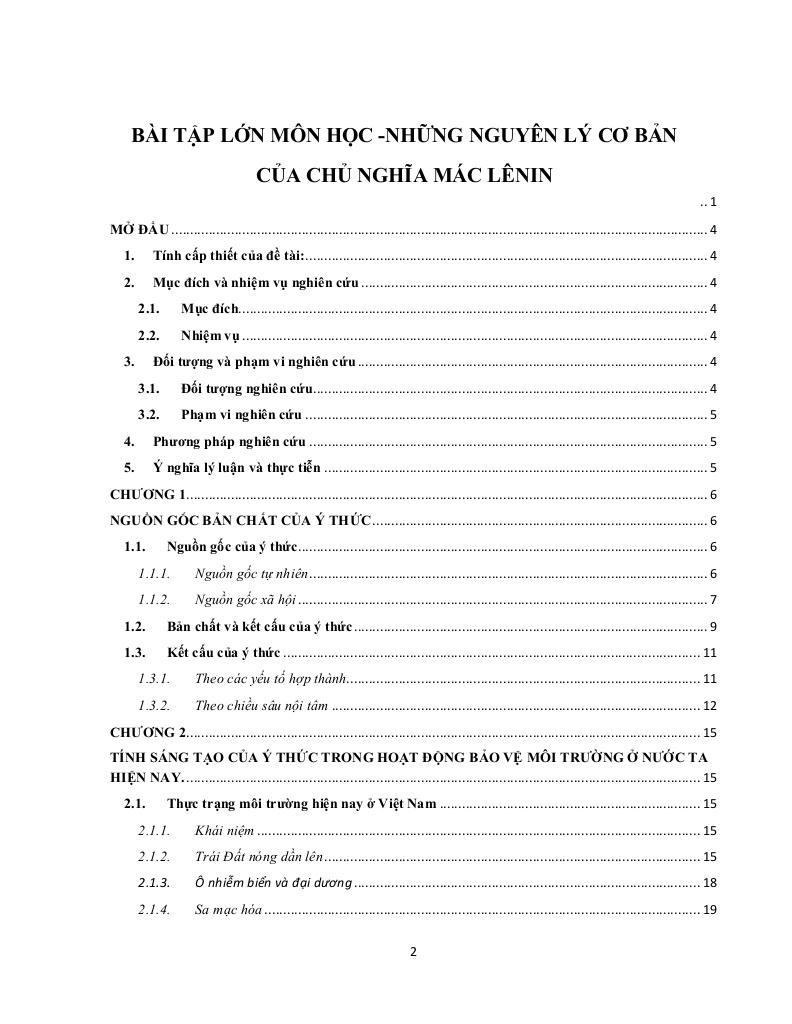 BÀI TẬP LỚN MÔN HỌC -NHỮNG NGUYÊN LÝ CƠ BẢN
CỦA CHỦ NGHĨA MÁC LÊNIN
.. 1
MỞ ĐẦU ........ 4
1. Tính cấp thiết của đề tài: ........ 4
2. Mục đích và nhiệm vụ nghiên cứu ........ 4
2.1. Mục đích ........ 4
2.2. Nhiệm vụ ........ 4
3. Đối tượng và phạm vi nghiên cứu ........ 4
3.1. Đối tượng nghiên cứu ........ 4
3.2. Phạm vi nghiên cứu ........ 5
4. Phương pháp nghiên cứu ........ 5
5. Ý nghĩa lý luận và thực tiễn ........ 5
CHƯƠNG 1 ........ 6
NGUỒN GỐC BẢN CHẤT CỦA Ý THỨC ........ 6
1.1. Nguồn gốc của ý thức ........ 6
1.1.1. Nguồn gốc tự nhiên ........ 6
1.1.2. Nguồn gốc xã hội ........ 7
1.2. Bản chất và kết cấu của ý thức ........ 9
1.3. Kết cấu của ý thức ........ 11
1.3.1. Theo các yếu tố hợp thành ........ 11
1.3.2. Theo chiều sâu nội tâm ........ 12
CHƯƠNG 2 ........ 15
TÍNH SÁNG TẠO CỦA Ý THỨC TRONG HOẠT ĐỘNG BẢO VỆ MÔI TRƯỜNG Ở NƯỚC TA
HIỆN NAY. ........ 15
2.1. Thực trạng môi trường hiện nay ở Việt Nam ........ 15
2.1.1. Khái niệm ........ 15
2.1.2. Trái Đất nóng dần lên ........ 15
2.1.3. Ô nhiễm biển và đại dương ........ 18
2.1.4. Sa mạc hóa ........ 19
2